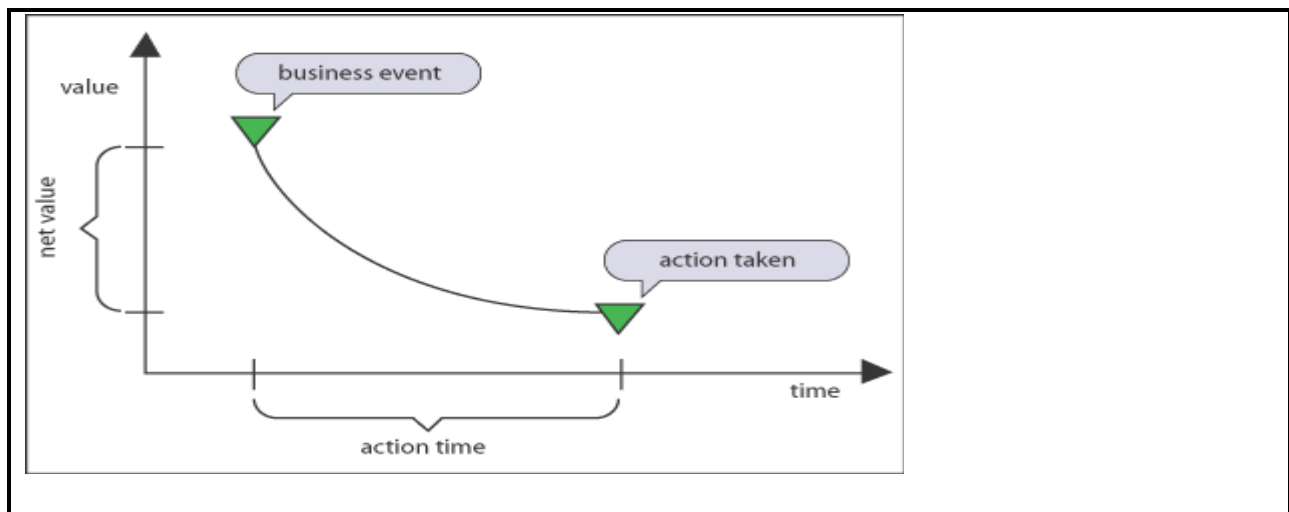 business event
value
net value
action taken
time
action time